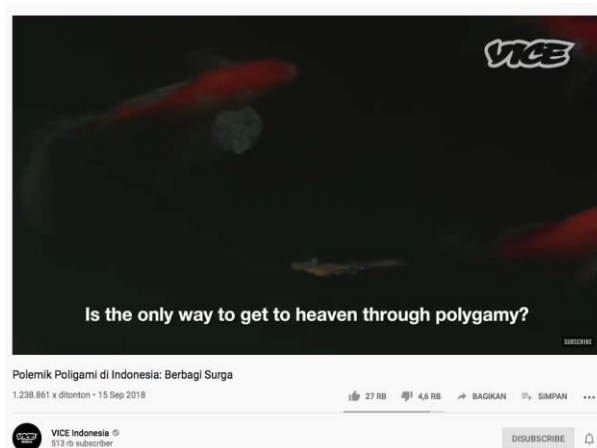 VICE
Is the only way to get to heaven through polygamy?
SUBSCRIBE
Polemik Poligami di Indonesia: Berbagi Surga
1.238.861 x ditonton • 15 Sep 2018
27 RB 4,6 RB BAGIKAN SIMPAN
VICE
VICE Indonesia
513 rb subscriber
DISUBSCRIBE